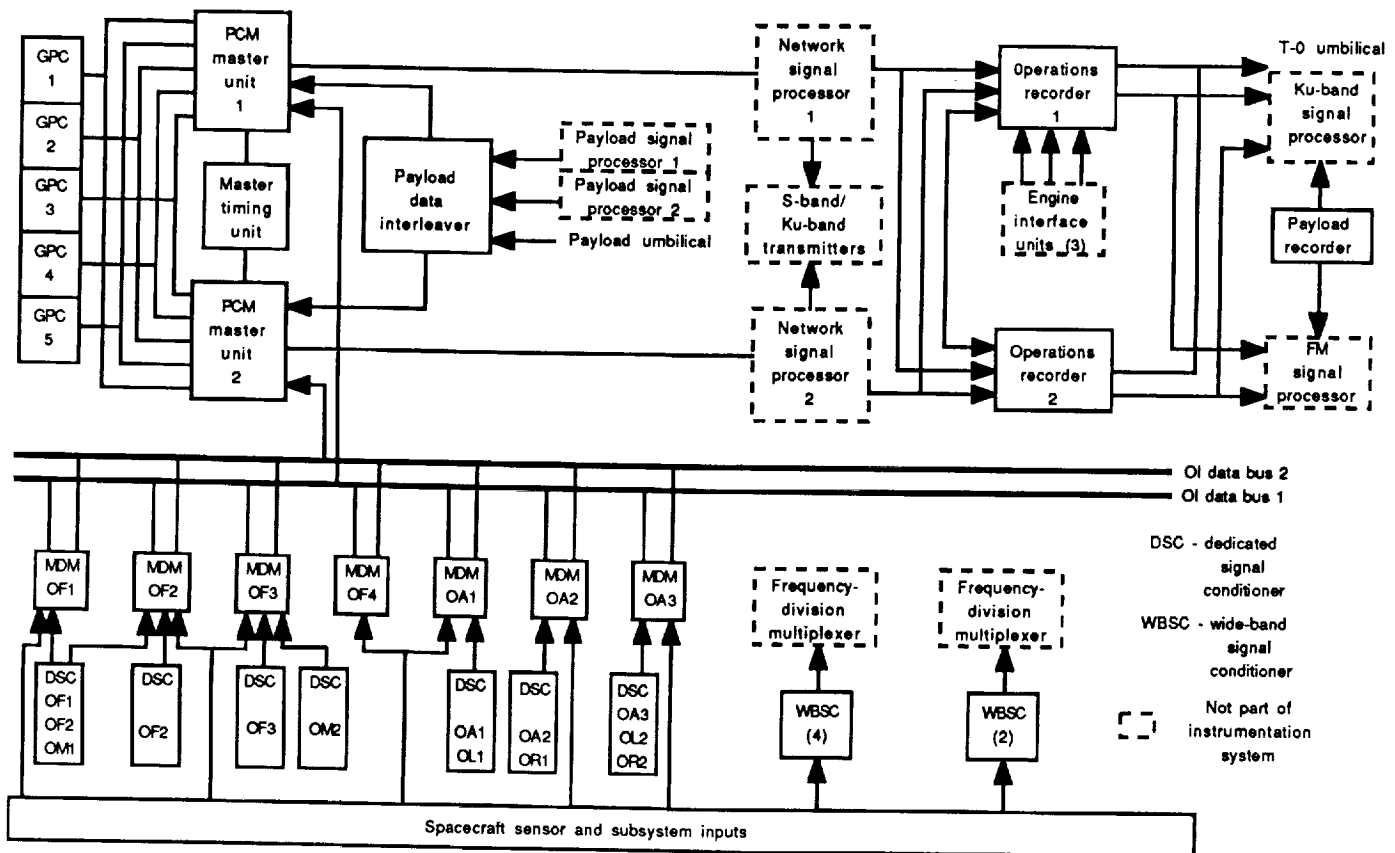 GPC
1
GPC
2
GPC
3
GPC
4
GPC
5
PCM
master
unit
1
Master
timing
unit
PCM
master
unit
2
Payload
data
interleaver
Payload signal
processor 1
Payload signal
processor 2
Payload umbilical
Network
signal
processor
1
S-band/
Ku-band
transmitters
Network
signal
processor
2
Operations
recorder
1
Engine
interface
units (3)
Operations
recorder
2
T-0 umbilical
Ku-band
signal
processor
Payload
recorder
FM
signal
processor
OI data bus 2
OI data bus 1
MDM
OF1
MDM
OF2
MDM
OF3
MDM
OF4
MDM
OA1
MDM
OA2
MDM
OA3
DSC
OF1
OF2
OM1
DSC
OF2
DSC
OF3
DSC
OM2
DSC
OA1
OL1
DSC
OA2
OR1
DSC
OA3
OL2
OR2
Frequency-
division
multiplexer
WBSC
(4)
Frequency-
division
multiplexer
WBSC
(2)
DSC - dedicated
signal
conditioner
WBSC - wide-band
signal
conditioner
Not part of
instrumentation
system
Spacecraft sensor and subsystem inputs